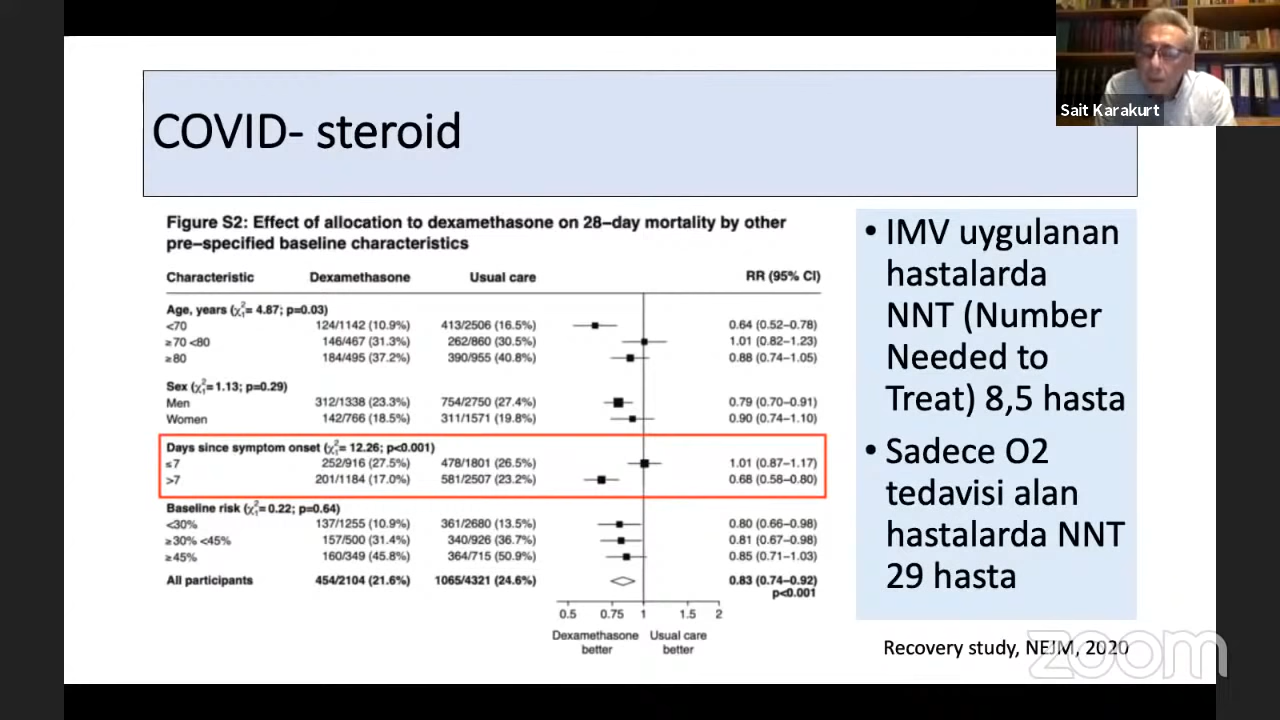 Sait Karakurt
COVID- steroid
Figure S2: Effect of allocation to dexamethasone on 28–day mortality by other
pre–specified baseline characteristics
Characteristic Dexamethasone Usual care RR (95% CI)
Age, years (χ²₁= 4.87; p=0.03)
<70 124/1142 (10.9%) 413/2506 (16.5%) 0.64 (0.52–0.78)
≥70 <80 146/467 (31.3%) 262/860 (30.5%) 1.01 (0.82–1.23)
≥80 184/495 (37.2%) 390/955 (40.8%) 0.88 (0.74–1.05)
Sex (χ²₁= 1.13; p=0.29)
Men 312/1338 (23.3%) 754/2750 (27.4%) 0.79 (0.70–0.91)
Women 142/766 (18.5%) 311/1571 (19.8%) 0.90 (0.74–1.10)
Days since symptom onset (χ²₁= 12.26; p<0.001)
≤7 252/916 (27.5%) 478/1801 (26.5%) 1.01 (0.87–1.17)
>7 201/1184 (17.0%) 581/2507 (23.2%) 0.68 (0.58–0.80)
Baseline risk (χ²₁= 0.22; p=0.64)
<30% 137/1255 (10.9%) 361/2680 (13.5%) 0.80 (0.66–0.98)
≥30% <45% 157/500 (31.4%) 340/926 (36.7%) 0.81 (0.67–0.98)
≥45% 160/349 (45.8%) 364/715 (50.9%) 0.85 (0.71–1.03)
All participants 454/2104 (21.6%) 1065/4321 (24.6%) 0.83 (0.74–0.92)
p<0.001
0.5 0.75 1 1.5 2
Dexamethasone Usual care
better better
• IMV uygulanan
hastalarda
NNT (Number
Needed to
Treat) 8,5 hasta
• Sadece O2
tedavisi alan
hastalarda NNT
29 hasta
Recovery study, NEJM, 2020
zoom